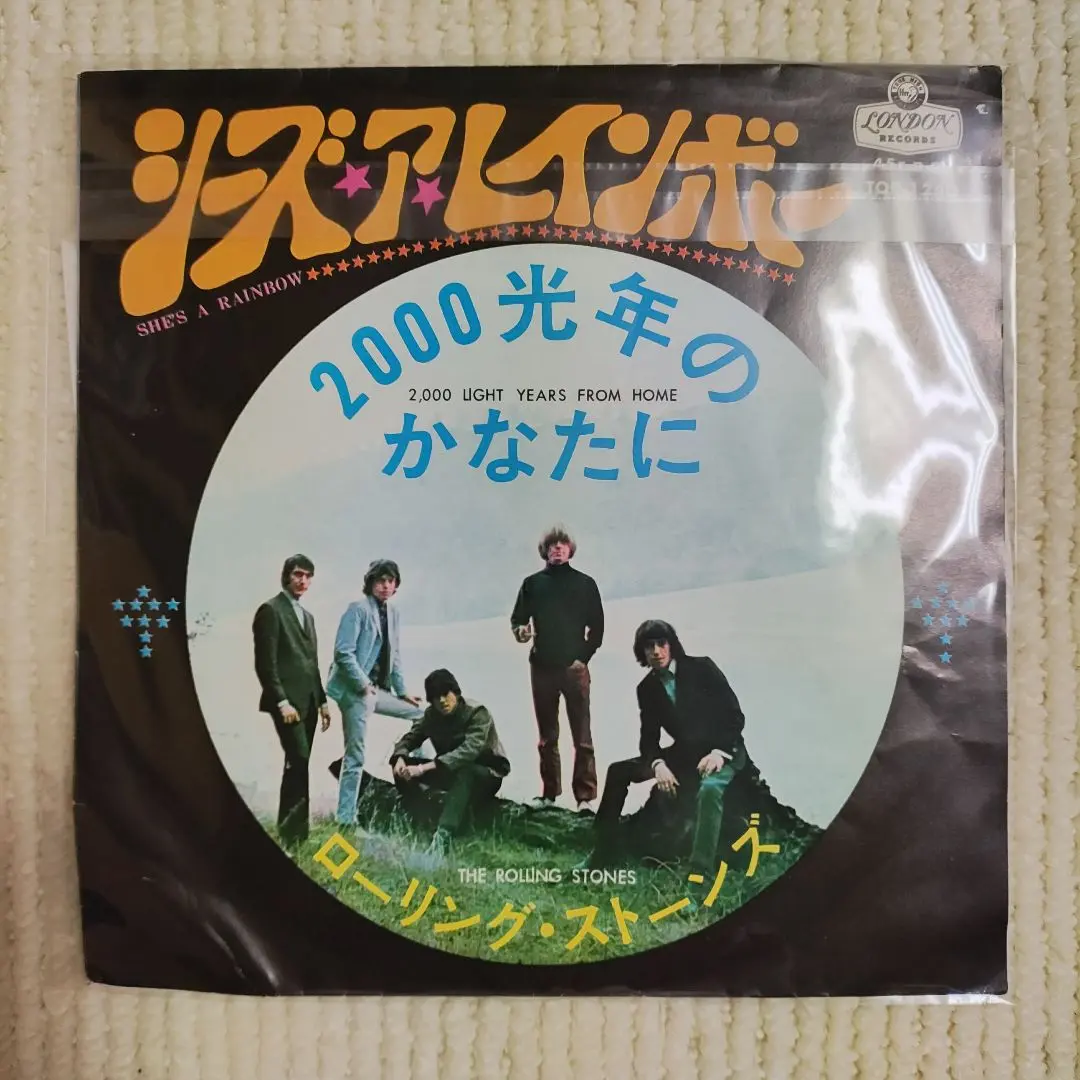 シーズ・ア・レインボー
SHE'S A RAINBOW
LONDON
RECORDS
2000光年の
2,000 LIGHT YEARS FROM HOME
かなたに
THE ROLLING STONES
ローリング・ストーンズ